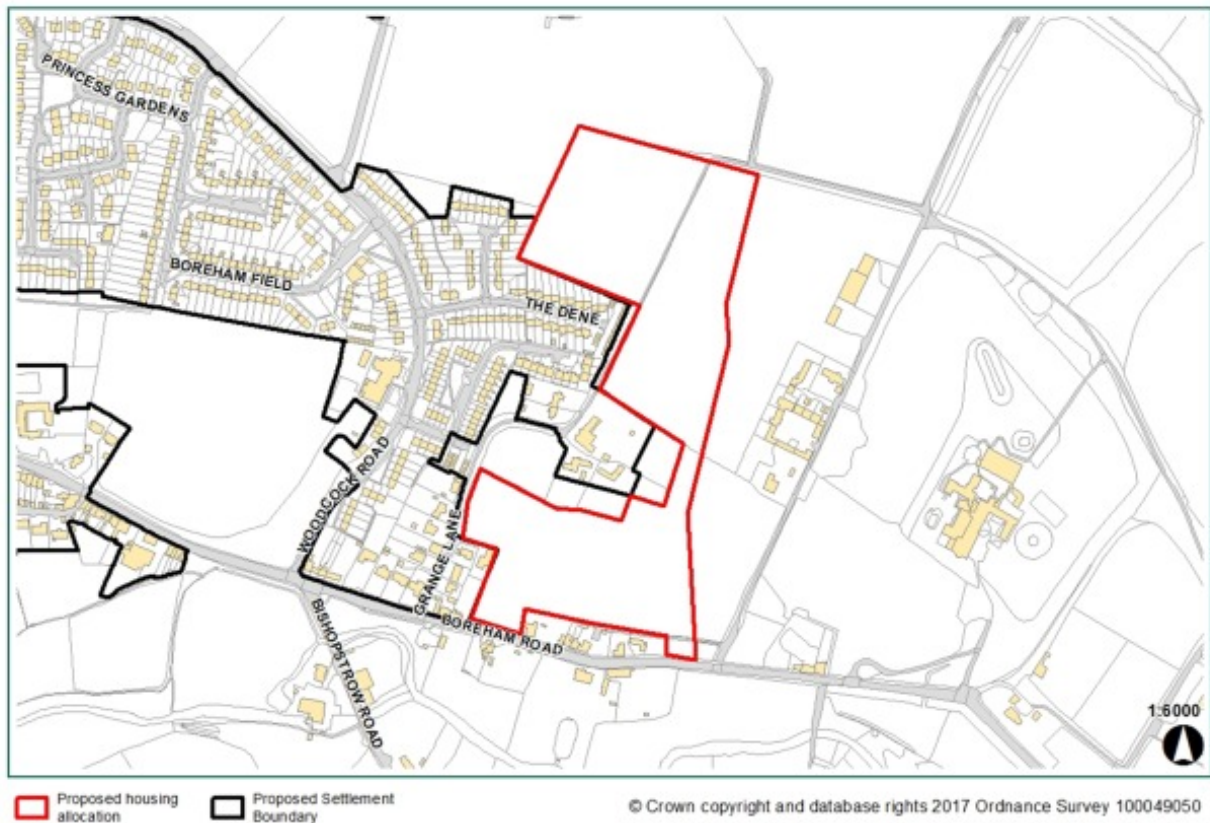 PRINCESS GARDENS
BOREHAM FIELD
THE DENE
WOODCOCK ROAD
GRANGE LANE
BOREHAM ROAD
BISHOPSTROW ROAD
1:6000
Proposed housing
allocation
Proposed Settlement
Boundary
© Crown copyright and database rights 2017 Ordnance Survey 100049050